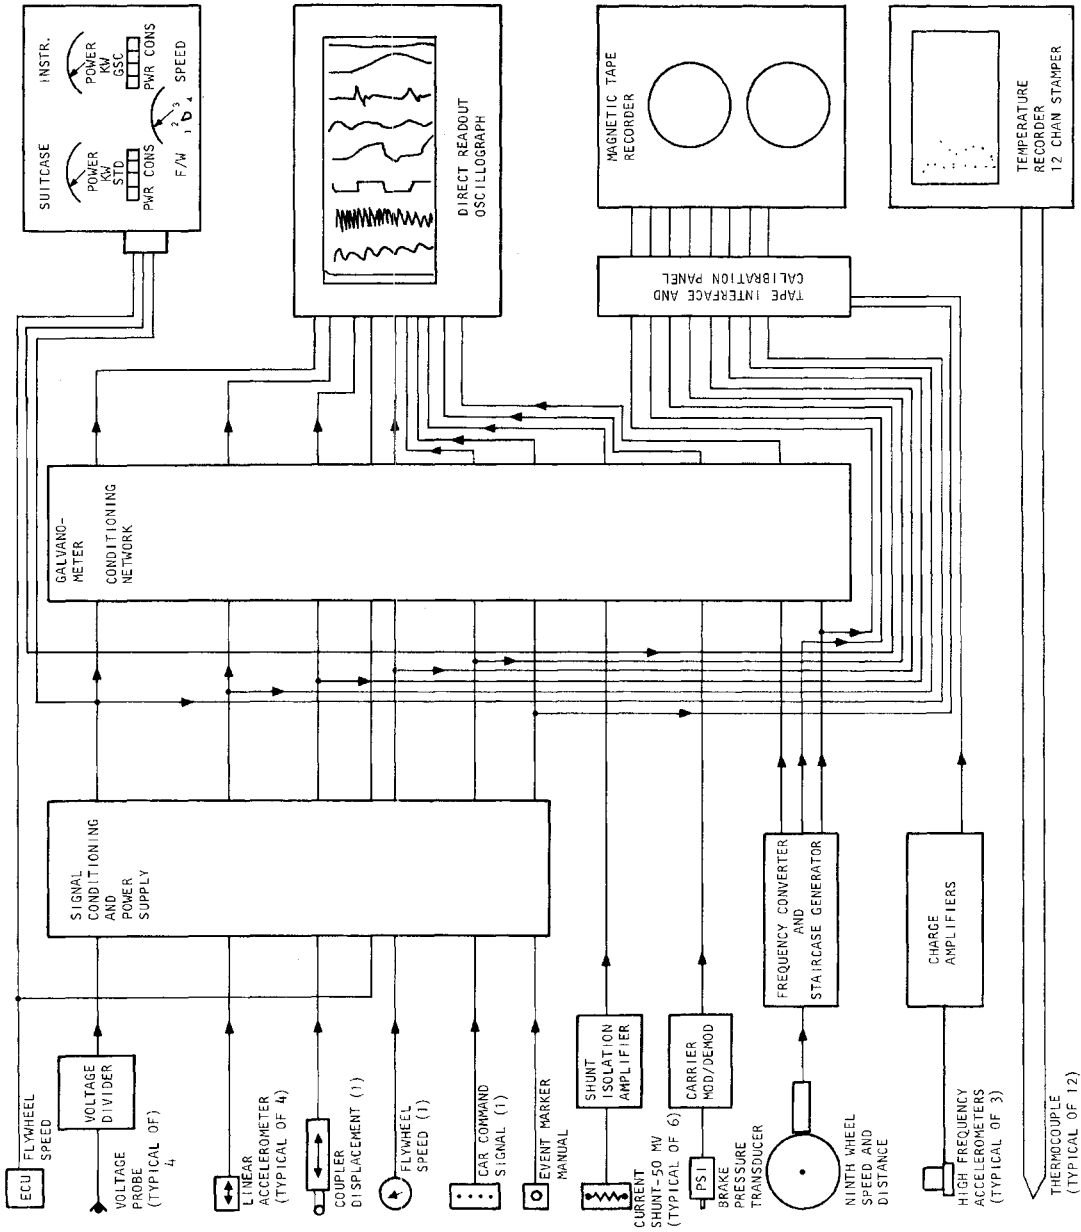 SUITCASE
INSTR.
POWER
KW
STD
PWR CONS
POWER
KW
GSC
PWR CONS
F/W
1 2 3 4
SPEED
DIRECT READOUT
OSCILLOGRAPH
MAGNETIC TAPE
RECORDER
TAPE INTERFACE AND
CALIBRATION PANEL
TEMPERATURE
RECORDER
12 CHAN STAMPER
GALVANO-
METER
CONDITIONING
NETWORK
SIGNAL
CONDITIONING
AND
POWER
SUPPLY
ECU
FLYWHEEL
SPEED
VOLTAGE
DIVIDER
VOLTAGE
PROBE
(TYPICAL OF)
4
LINEAR
ACCELEROMETER
(TYPICAL OF 4)
COUPLER
DISPLACEMENT (1)
FLYWHEEL
SPEED (1)
CAR COMMAND
SIGNAL (1)
EVENT MARKER
MANUAL
SHUNT
ISOLATION
AMPLIFIER
CURRENT
SHUNT-50 MV
(TYPICAL OF 6)
CARRIER
MOD/DEMOD
PSI
BRAKE
PRESSURE
TRANSDUCER
FREQUENCY CONVERTER
AND
STAIRCASE GENERATOR
NINTH WHEEL
SPEED AND
DISTANCE
CHARGE
AMPLIFIERS
HIGH FREQUENCY
ACCELEROMETERS
(TYPICAL OF 3)
THERMOCOUPLE
(TYPICAL OF 12)